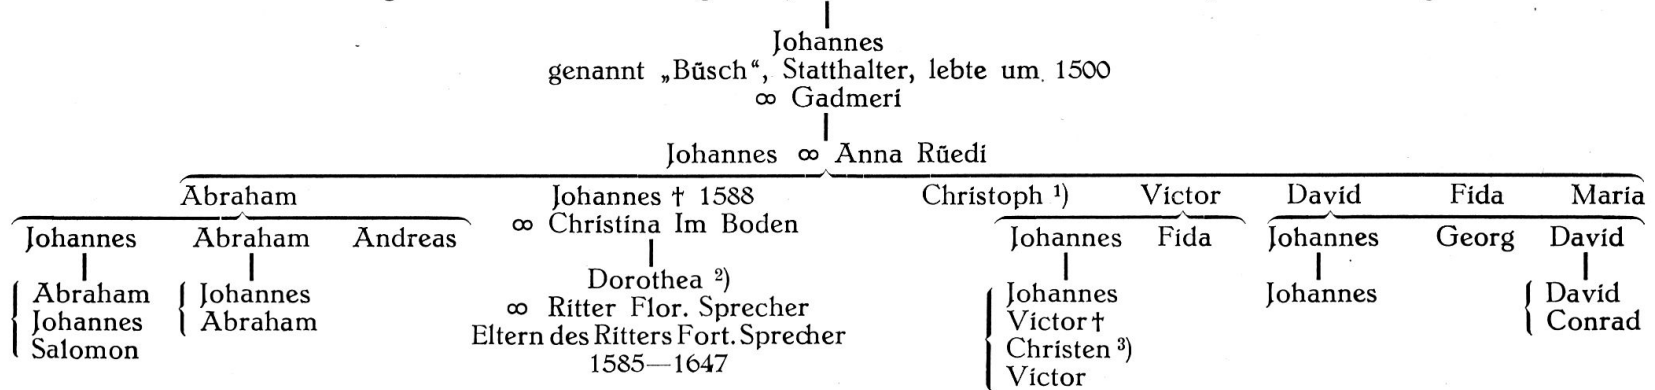 Johannes
genannt „Büsch“, Statthalter, lebte um 1500
∞ Gadmeri
Johannes ∞ Anna Rüedi
Abraham Johannes † 1588 Christoph ¹) Victor David Fida Maria
∞ Christina Im Boden
Johannes Abraham Andreas Johannes Fida Johannes Georg David
Dorothea ²)
Abraham Johannes ∞ Ritter Flor. Sprecher Johannes Johannes David
Johannes Abraham Eltern des Ritters Fort. Sprecher Victor † Conrad
Salomon 1585—1647 Christen ³)
Victor